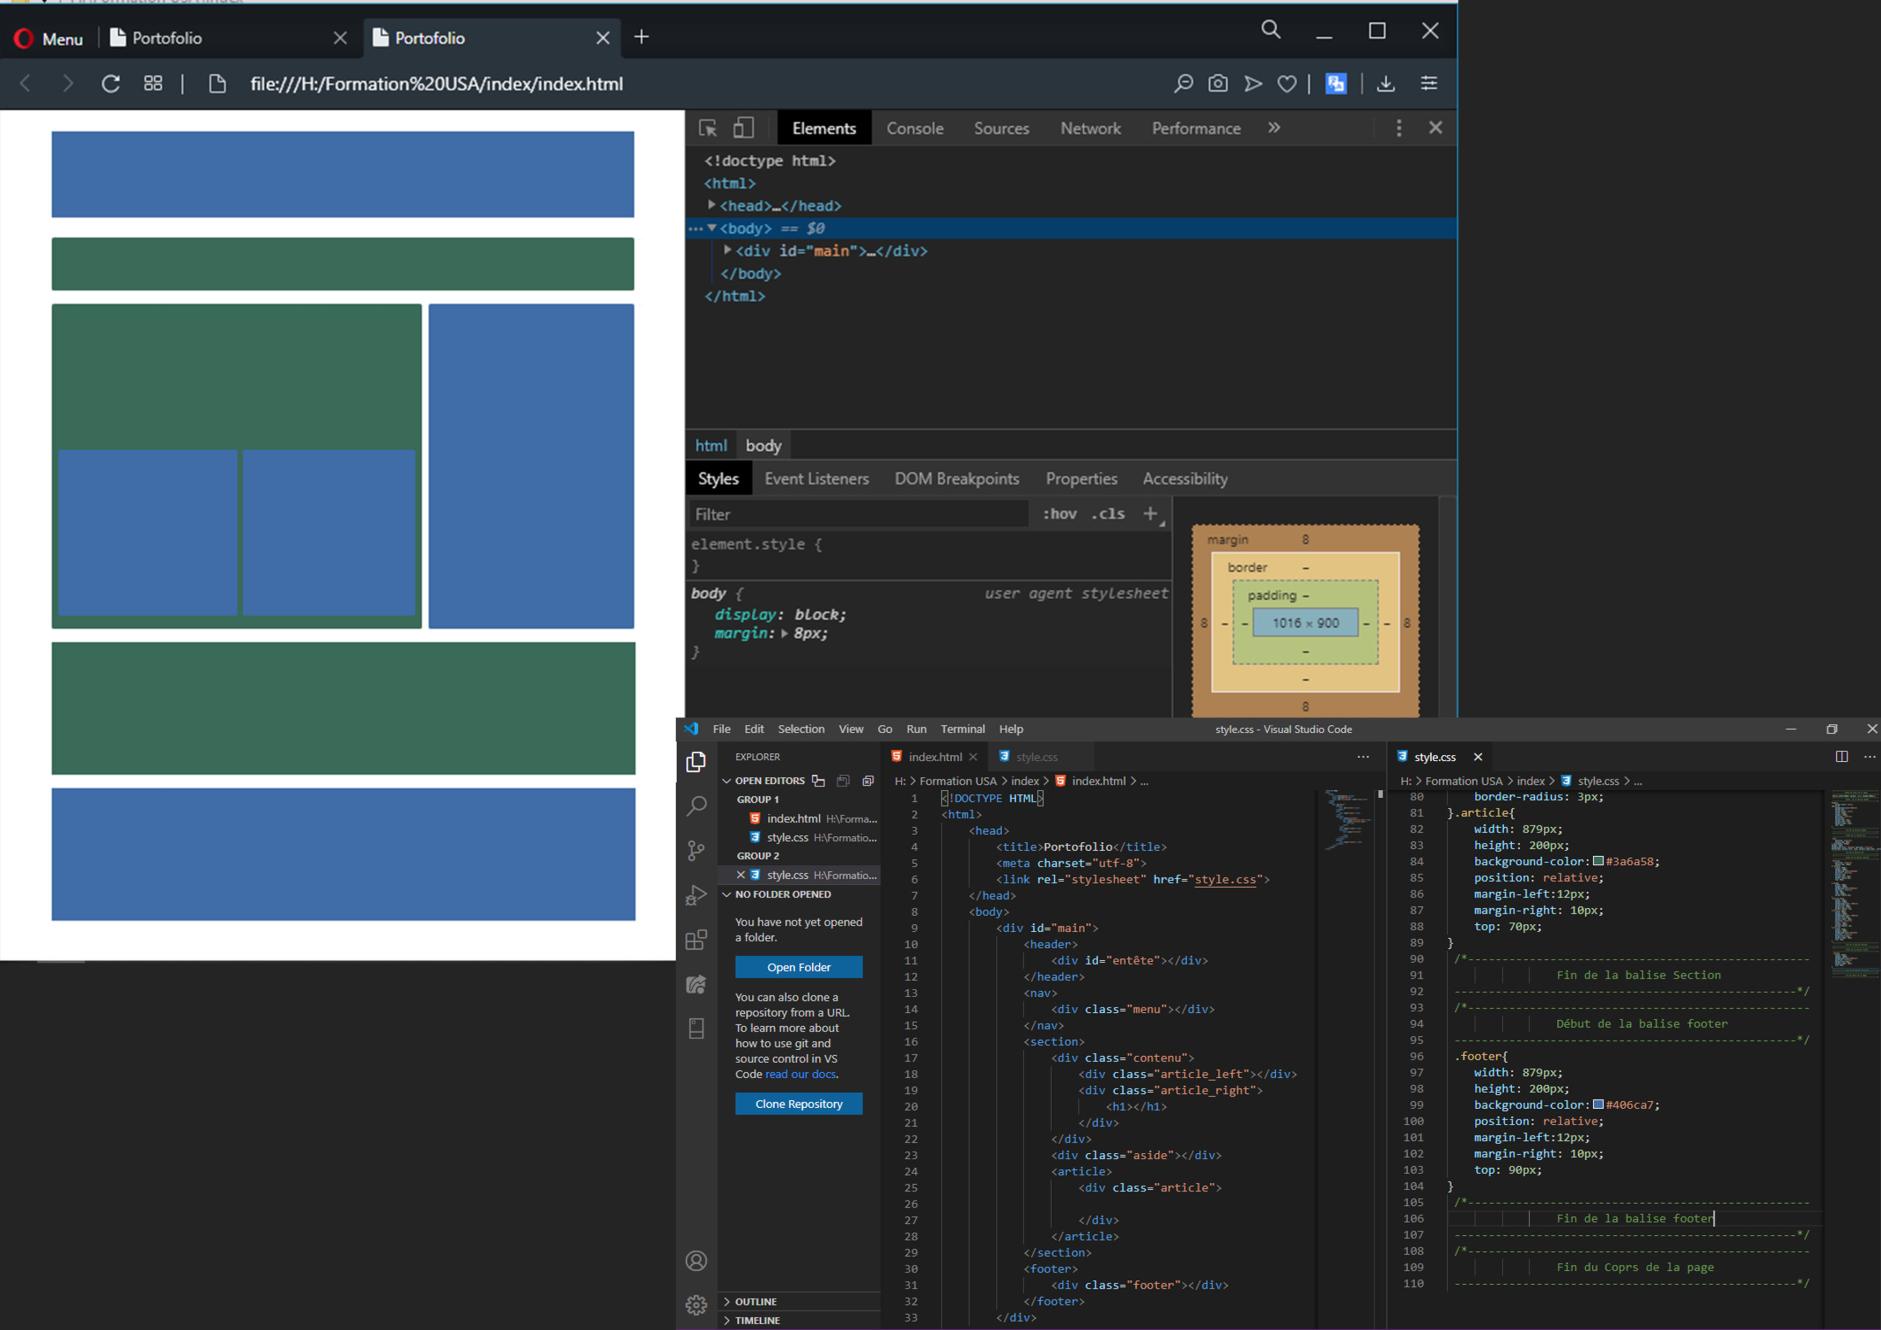 Menu
Portofolio
Portofolio
file:///H:/Formation%20USA/index/index.html
Elements
Console
Sources
Network
Performance
<!doctype html>
<html>
<head>…</head>
<body> == $0
<div id="main">…</div>
</body>
</html>
html
body
Styles
Event Listeners
DOM Breakpoints
Properties
Accessibility
Filter
:hov
.cls
element.style {
}
body {
user agent stylesheet
display: block;
margin: 8px;
}
margin 8
border –
padding –
8 – – 1016 × 900 – – 8
–
–
8
File Edit Selection View Go Run Terminal Help
style.css - Visual Studio Code
EXPLORER
OPEN EDITORS
GROUP 1
index.html H:\Forma...
style.css H:\Formatio...
GROUP 2
style.css H:\Formatio...
NO FOLDER OPENED
You have not yet opened
a folder.
Open Folder
You can also clone a
repository from a URL.
To learn more about
how to use git and
source control in VS
Code read our docs.
Clone Repository
OUTLINE
TIMELINE
index.html
style.css
H: > Formation USA > index > index.html > ...
1 <!DOCTYPE HTML>
2 <html>
3 <head>
4 <title>Portofolio</title>
5 <meta charset="utf-8">
6 <link rel="stylesheet" href="style.css">
7 </head>
8 <body>
9 <div id="main">
10 <header>
11 <div id="entête"></div>
12 </header>
13 <nav>
14 <div class="menu"></div>
15 </nav>
16 <section>
17 <div class="contenu">
18 <div class="article_left"></div>
19 <div class="article_right">
20 <h1></h1>
21 </div>
22 </div>
23 <div class="aside"></div>
24 <article>
25 <div class="article">
26
27 </div>
28 </article>
29 </section>
30 <footer>
31 <div class="footer"></div>
32 </footer>
33 </div>
style.css
H: > Formation USA > index > style.css > ...
80 border-radius: 3px;
81 }.article{
82 width: 879px;
83 height: 200px;
84 background-color: #3a6a58;
85 position: relative;
86 margin-left:12px;
87 margin-right: 10px;
88 top: 70px;
89 }
90 /*--------------------------------------------------
91 Fin de la balise Section
92 --------------------------------------------------*/
93 /*--------------------------------------------------
94 Début de la balise footer
95 --------------------------------------------------*/
96 .footer{
97 width: 879px;
98 height: 200px;
99 background-color: #406ca7;
100 position: relative;
101 margin-left:12px;
102 margin-right: 10px;
103 top: 90px;
104 }
105 /*--------------------------------------------------
106 Fin de la balise footer
107 --------------------------------------------------*/
108 /*--------------------------------------------------
109 Fin du Coprs de la page
110 --------------------------------------------------*/